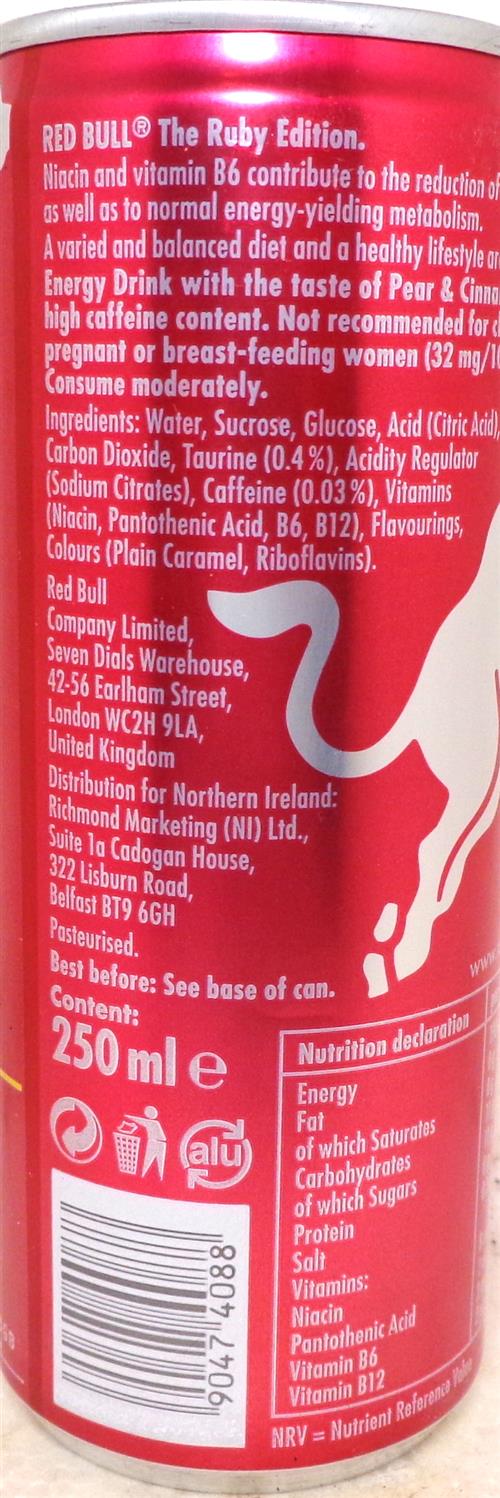 RED BULL® The Ruby Edition.
Niacin and vitamin B6 contribute to the reduction of
as well as to normal energy-yielding metabolism.
A varied and balanced diet and a healthy lifestyle
Energy Drink with the taste of Pear &
high caffeine content. Not recommended for
pregnant or breast-feeding women (32
Consume moderately.
Ingredients: Water, Sucrose, Glucose, Acid (Citric Acid),
Carbon Dioxide, Taurine (0.4 %), Acidity Regulator
(Sodium Citrates), Caffeine (0.03 %), Vitamins
(Niacin, Pantothenic Acid, B6, B12), Flavourings,
Colours (Plain Caramel, Riboflavins).
Red Bull
Company Limited,
Seven Dials Warehouse,
42-56 Earlham Street,
London WC2H 9LA,
United Kingdom
Distribution for Northern Ireland:
Richmond Marketing (NI) Ltd.,
Suite 1a Cadogan House,
322 Lisburn Road,
Belfast BT9 6GH
Pasteurised.
Best before: See base of can.
Content:
250 ml e
alu
9047 4088
Nutrition declaration
Energy
Fat
of which Saturates
Carbohydrates
of which Sugars
Protein
Salt
Vitamins:
Niacin
Pantothenic Acid
Vitamin B6
Vitamin B12
NRV = Nutrient Reference Value